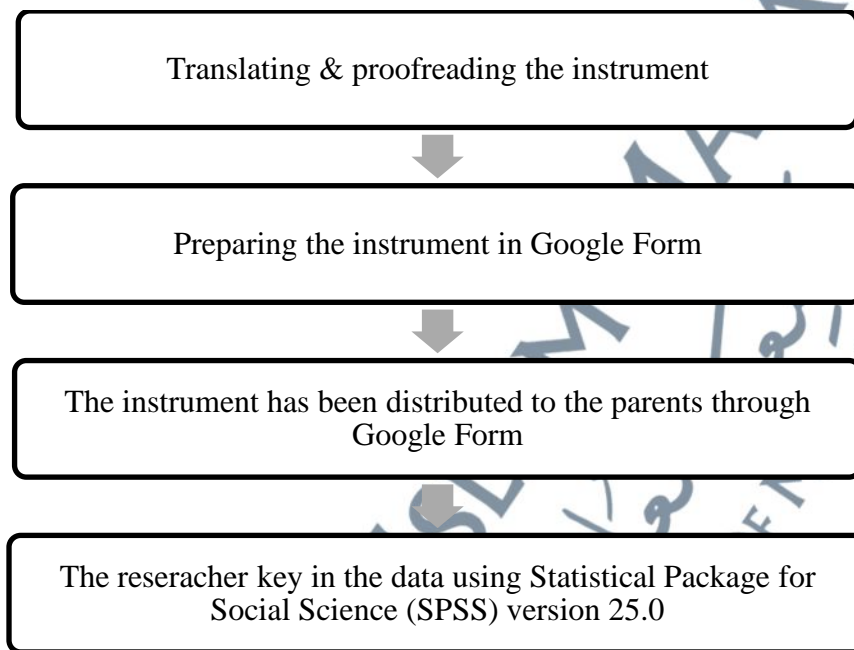 Translating & proofreading the instrument
Preparing the instrument in Google Form
The instrument has been distributed to the parents through
Google Form
The reseracher key in the data using Statistical Package for
Social Science (SPSS) version 25.0